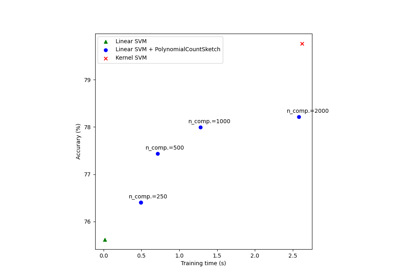 Linear SVM
Linear SVM + PolynomialCountSketch
Kernel SVM
79
n_comp.=2000
n_comp.=1000
78
n_comp.=500
77
n_comp.=250
76
Accurary (%)
0.0 0.5 1.0 1.5 2.0 2.5
Training time (s)